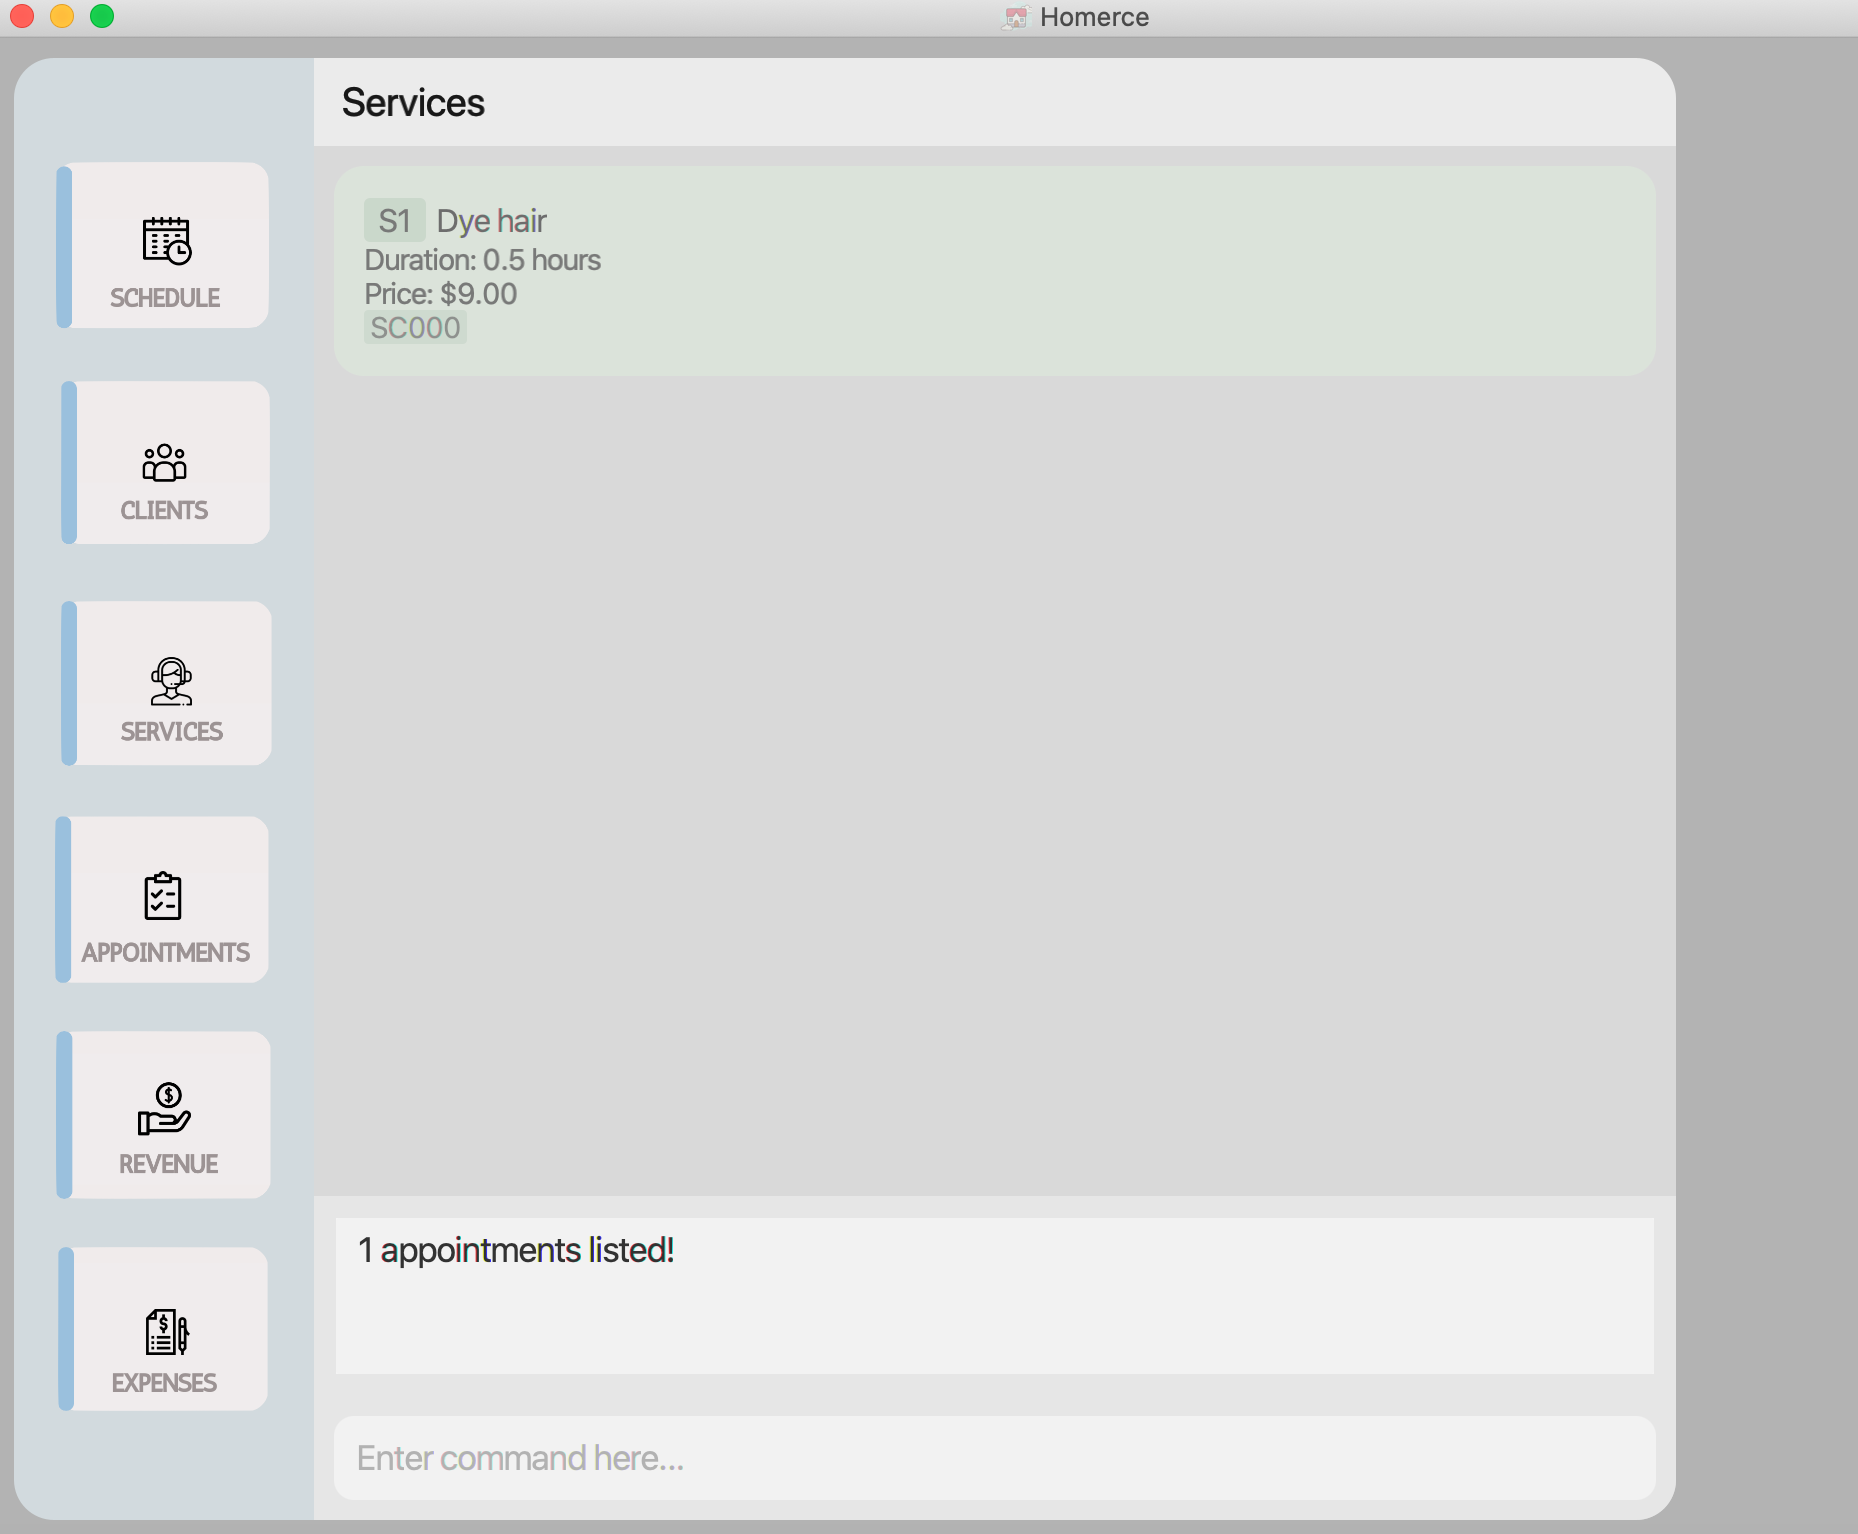 Homerce
Services
S1 Dye hair
Duration: 0.5 hours
Price: $9.00
SC000
SCHEDULE
CLIENTS
SERVICES
APPOINTMENTS
$
REVENUE
$
EXPENSES
1 appointments listed!
Enter command here...